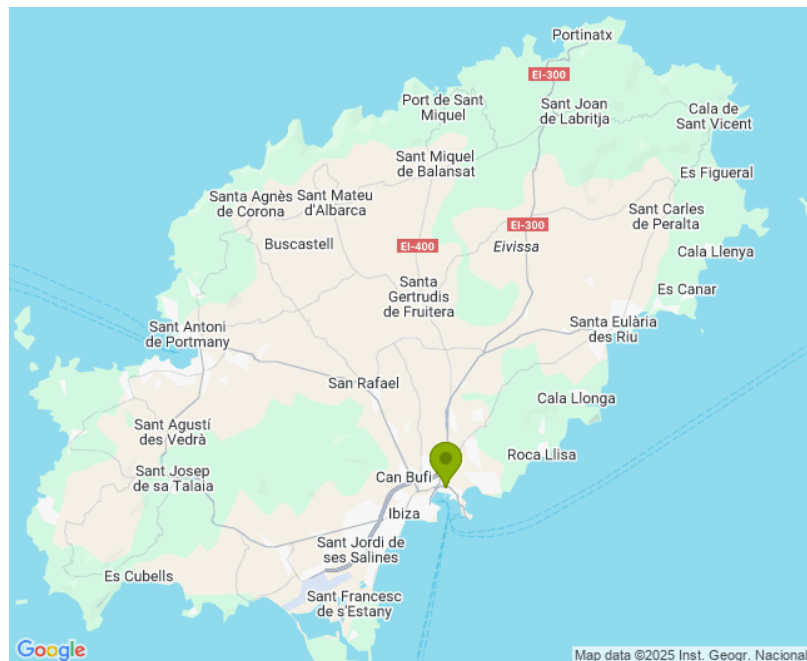 Portinatx
EI-300
Port de Sant
Miquel
Sant Joan
de Labritja
Cala de
Sant Vicent
Sant Miquel
de Balansat
Es Figueral
Santa Agnès
de Corona
Sant Mateu
d'Albarca
Sant Carles
de Peralta
EI-300
Buscastell
EI-400
Eivissa
Cala Llenya
Santa
Gertrudis
de Fruitera
Es Canar
Sant Antoni
de Portmany
Santa Eulària
des Riu
San Rafael
Cala Llonga
Sant Agustí
des Vedrà
Roca Llisa
Sant Josep
de sa Talaia
Can Bufi
Ibiza
Sant Jordi de
ses Salines
Es Cubells
Sant Francesc
de s'Estany
Google
Map data ©2025 Inst. Geogr. Nacional